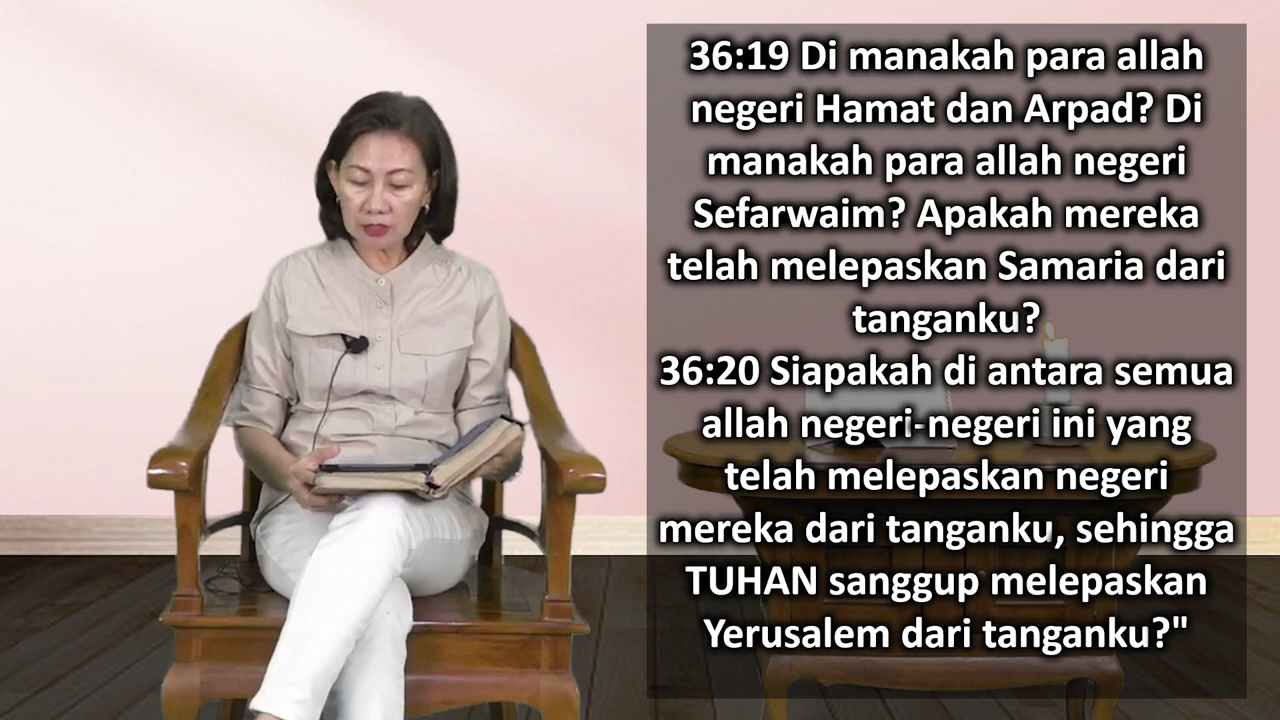 36:19 Di manakah para allah
negeri Hamat dan Arpad? Di
manakah para allah negeri
Sefarwaim? Apakah mereka
telah melepaskan Samaria dari
tanganku?
36:20 Siapakah di antara semua
allah negeri-negeri ini yang
telah melepaskan negeri
mereka dari tanganku, sehingga
TUHAN sanggup melepaskan
Yerusalem dari tanganku?"